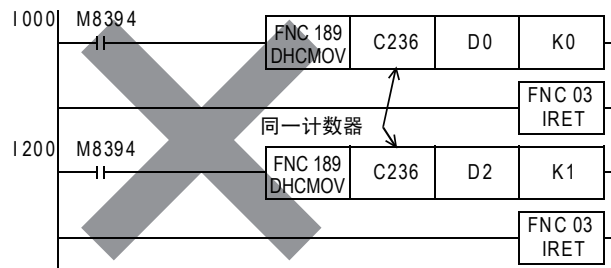 I000 M8394
FNC 189
DHCMOV C236 D0 K0
FNC 03
IRET
同一计数器
I200 M8394
FNC 189
DHCMOV C236 D2 K1
FNC 03
IRET